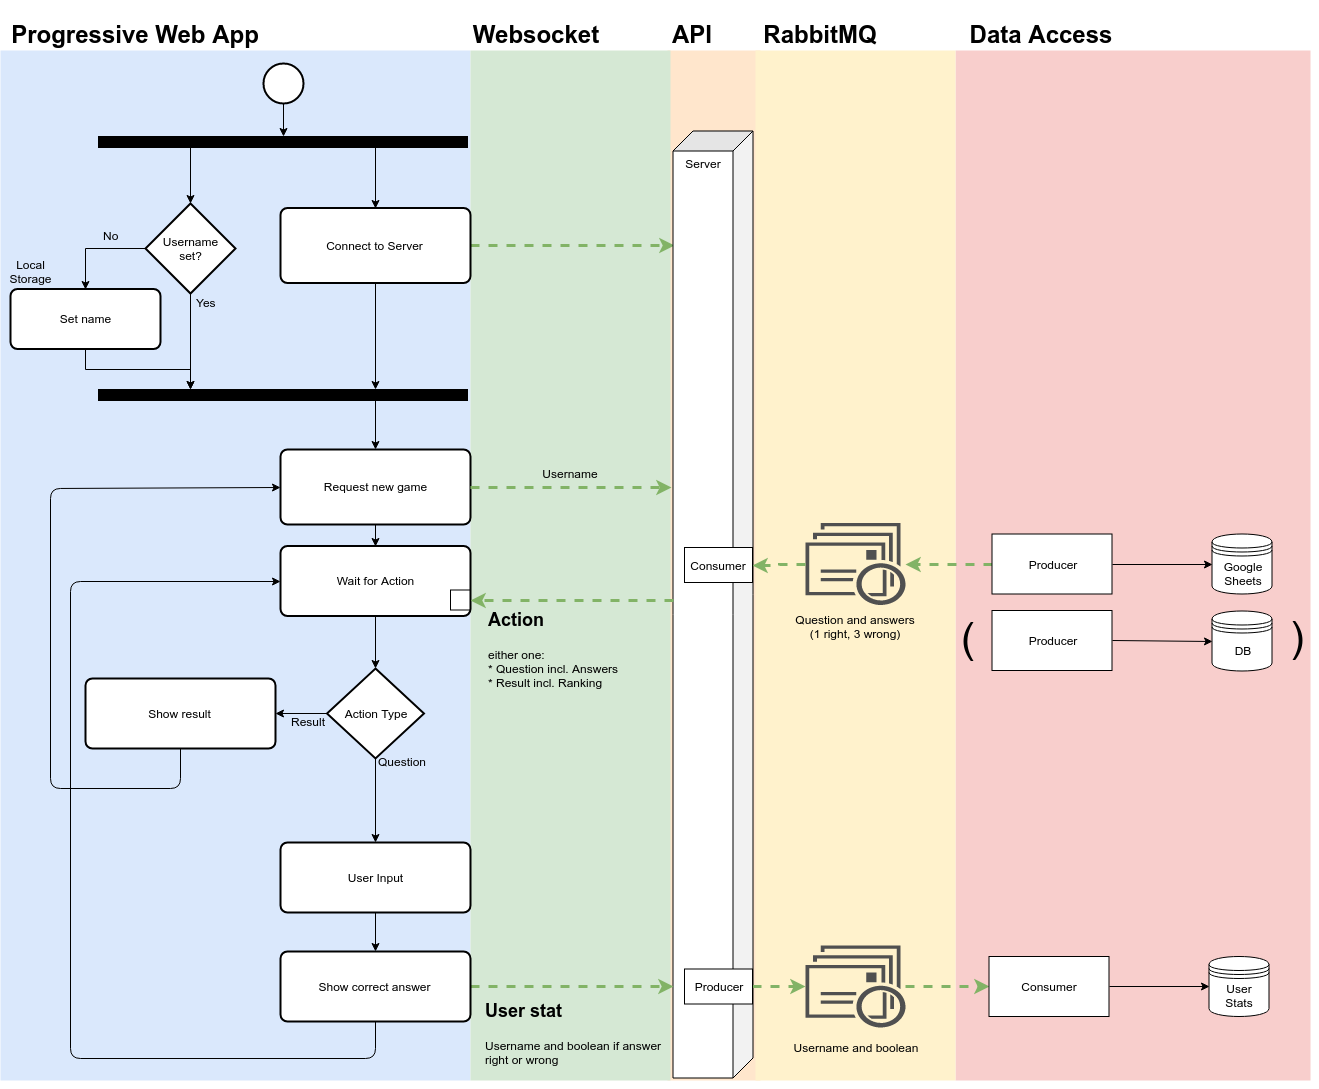 Progressive Web App
Websocket
API
RabbitMQ
Data Access
Server
Username
set?
No
Yes
Local
Storage
Set name
Connect to Server
Request new game
Username
Wait for Action
Action
either one:
* Question incl. Answers
* Result incl. Ranking
Consumer
Question and answers
(1 right, 3 wrong)
Producer
Google
Sheets
(
Producer
DB
)
Show result
Result
Action Type
Question
User Input
Show correct answer
User stat
Username and boolean if answer
right or wrong
Producer
Username and boolean
Consumer
User
Stats